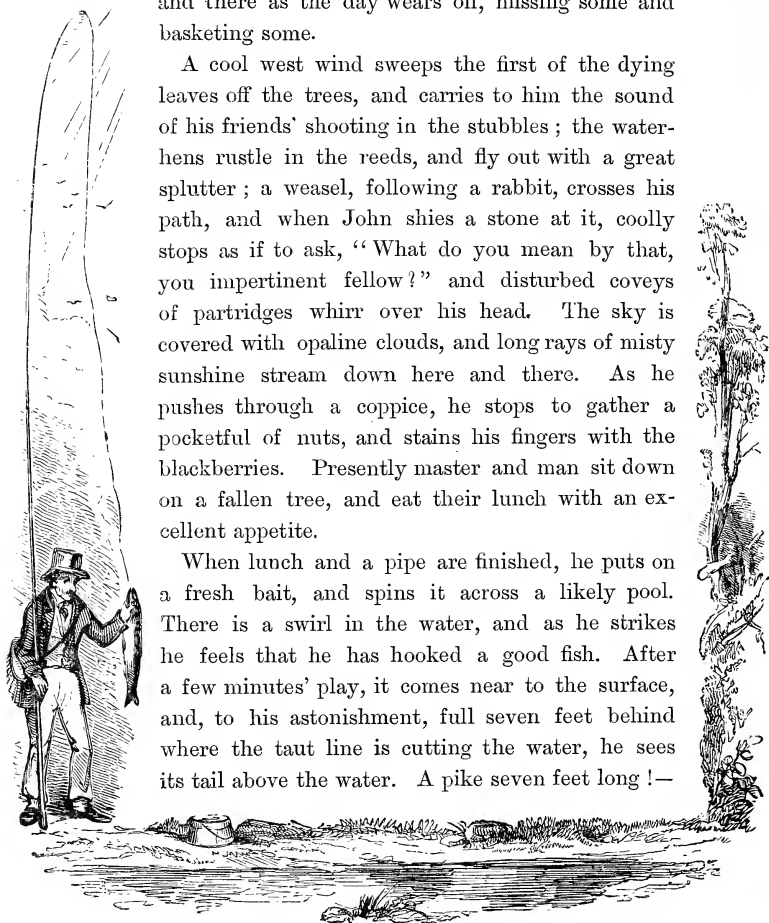 and there as the day wears on, missing some and
basketing some.
A cool west wind sweeps the first of the dying
leaves off the trees, and carries to him the sound
of his friends' shooting in the stubbles ; the water-
hens rustle in the reeds, and fly out with a great
splutter ; a weasel, following a rabbit, crosses his
path, and when John shies a stone at it, coolly
stops as if to ask, “ What do you mean by that,
you impertinent fellow ? ” and disturbed coveys
of partridges whirr over his head. The sky is
covered with opaline clouds, and long rays of misty
sunshine stream down here and there. As he
pushes through a coppice, he stops to gather a
pocketful of nuts, and stains his fingers with the
blackberries. Presently master and man sit down
on a fallen tree, and eat their lunch with an ex-
cellent appetite.
When lunch and a pipe are finished, he puts on
a fresh bait, and spins it across a likely pool.
There is a swirl in the water, and as he strikes
he feels that he has hooked a good fish. After
a few minutes’ play, it comes near to the surface,
and, to his astonishment, full seven feet behind
where the taut line is cutting the water, he sees
its tail above the water. A pike seven feet long !—